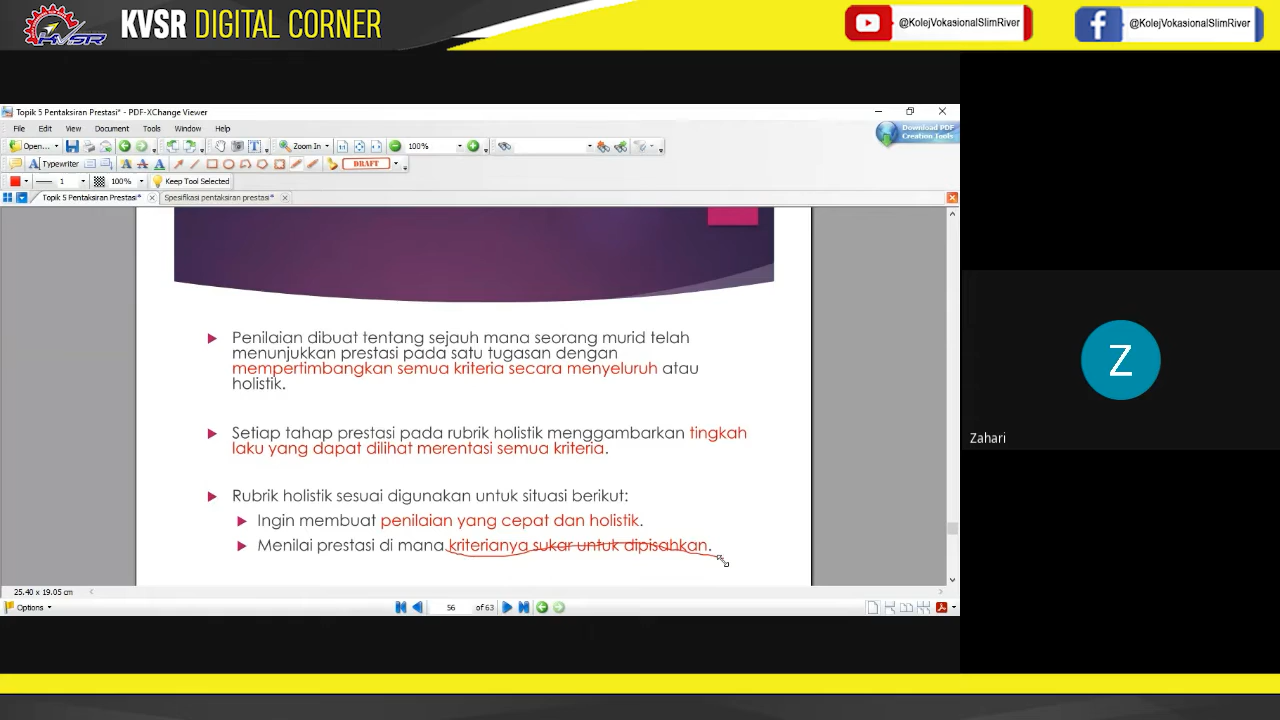 KVSR
KVSR DIGITAL CORNER
@KolejVokasionalSlimRiver
@KolejVokasionalSlimRiver
Topik 5 Pentaksiran Prestasi* - PDF-XChange Viewer
File Edit View Document Tools Window Help
Download PDF
Creation Tools
Open... Zoom In 100%
Typewriter DRAFT
1 100% Keep Tool Selected
Topik 5 Pentaksiran Prestasi* Spesifikasi pentaksiran prestasi*
Penilaian dibuat tentang sejauh mana seorang murid telah
menunjukkan prestasi pada satu tugasan dengan
mempertimbangkan semua kriteria secara menyeluruh atau
holistik.
Setiap tahap prestasi pada rubrik holistik menggambarkan tingkah
laku yang dapat dilihat merentasi semua kriteria.
Rubrik holistik sesuai digunakan untuk situasi berikut:
Ingin membuat penilaian yang cepat dan holistik.
Menilai prestasi di mana kriterianya sukar untuk dipisahkan.
25.40 x 19.05 cm
Options 56 of 63
Z
Zahari